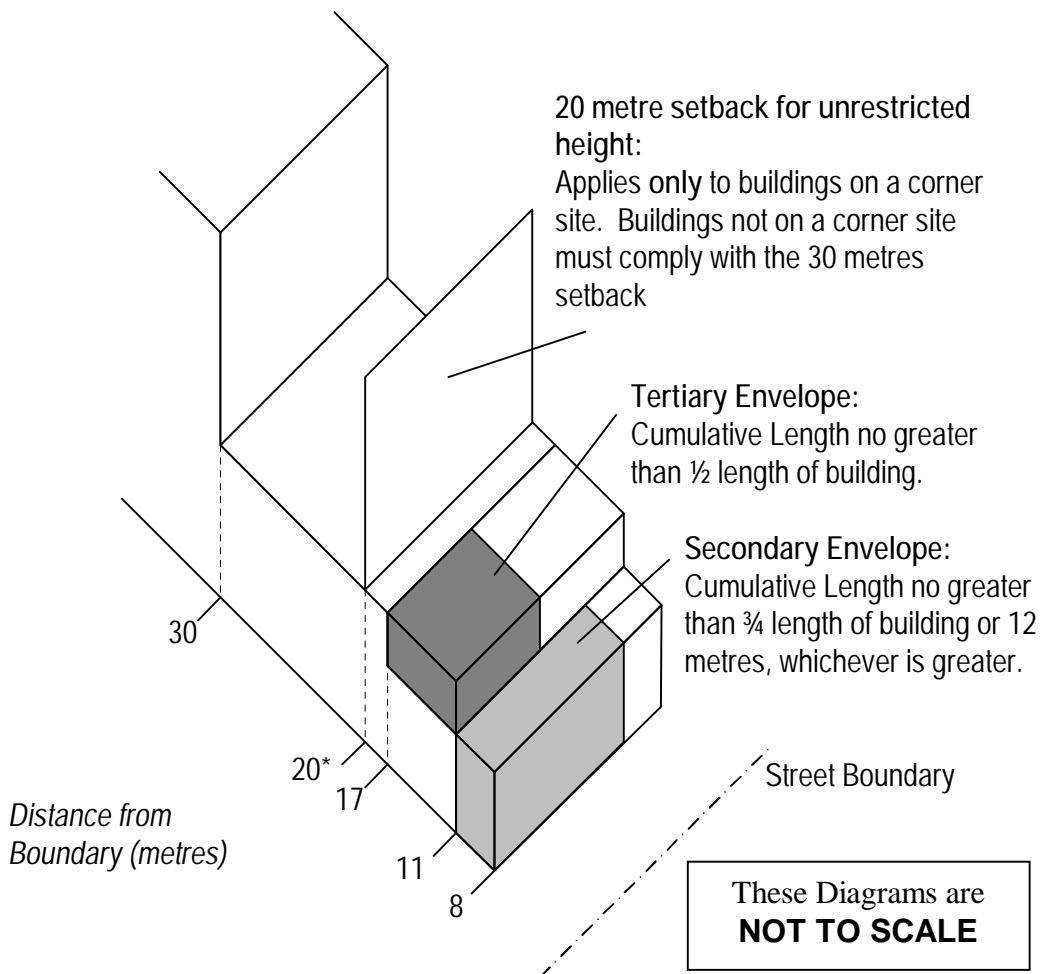 20 metre setback for unrestricted
height:
Applies only to buildings on a corner
site. Buildings not on a corner site
must comply with the 30 metres
setback
Tertiary Envelope:
Cumulative Length no greater
than ½ length of building.
Secondary Envelope:
Cumulative Length no greater
than ¾ length of building or 12
metres, whichever is greater.
30
20*
17
11
8
Street Boundary
Distance from
Boundary (metres)
These Diagrams are
NOT TO SCALE